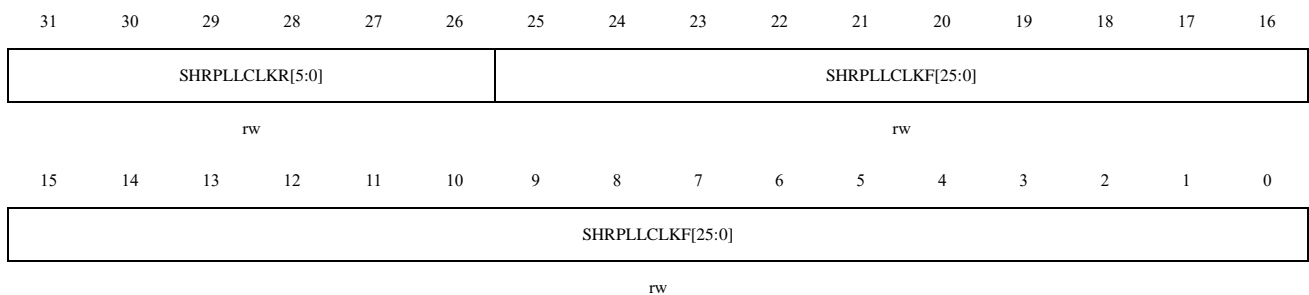 31 30 29 28 27 26 25 24 23 22 21 20 19 18 17 16
SHRPLLCLKR[5:0] SHRPLLCLKF[25:0]
rw rw
15 14 13 12 11 10 9 8 7 6 5 4 3 2 1 0
SHRPLLCLKF[25:0]
rw